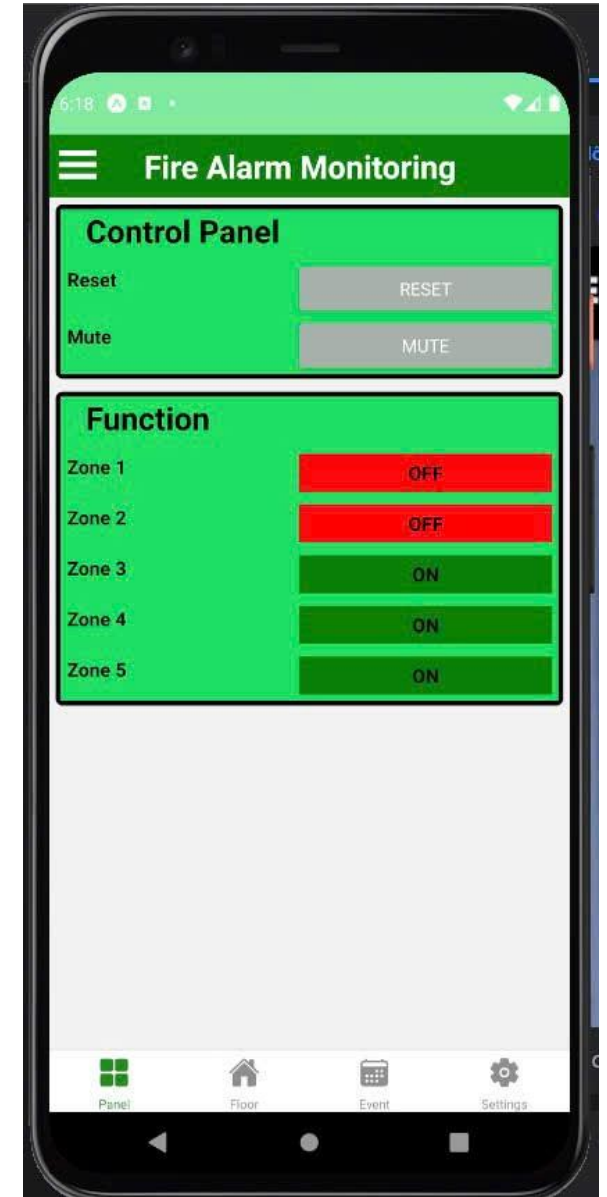 6:18
Fire Alarm Monitoring
Control Panel
Reset RESET
Mute MUTE
Function
Zone 1 OFF
Zone 2 OFF
Zone 3 ON
Zone 4 ON
Zone 5 ON
Panel Floor Event Settings